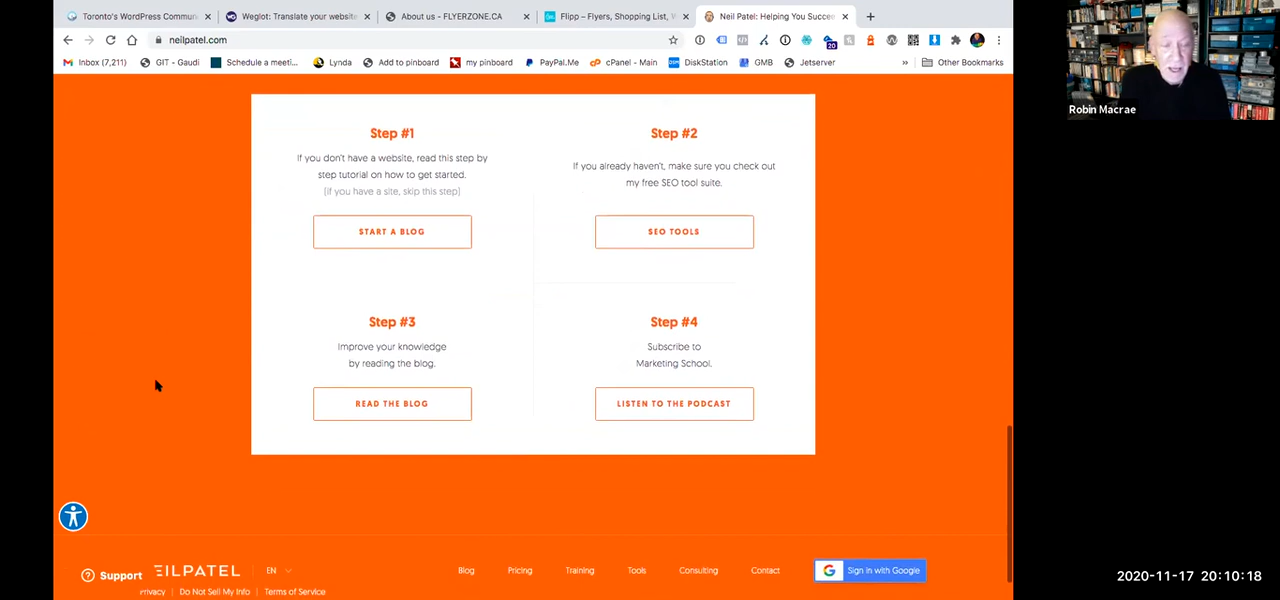 Toronto's WordPress Commun
Weglot: Translate your website
About us - FLYERZONE.CA
Flipp – Flyers, Shopping List, W
Neil Patel: Helping You Succee
neilpatel.com
20
Inbox (7,211)
GIT - Gaudi
Schedule a meeti...
Lynda
Add to pinboard
my pinboard
PayPal.Me
cPanel - Main
DiskStation
GMB
Jetserver
»
Other Bookmarks
Robin Macrae
Step #1
If you don't have a website, read this step by
step tutorial on how to get started.
(if you have a site, skip this step)
START A BLOG
Step #2
If you already haven't, make sure you check out
my free SEO tool suite.
SEO TOOLS
Step #3
Improve your knowledge
by reading the blog.
READ THE BLOG
Step #4
Subscribe to
Marketing School.
LISTEN TO THE PODCAST
Support
EILPATEL
EN
Blog
Pricing
Training
Tools
Consulting
Contact
Sign in with Google
rivacy | Do Not Sell My Info | Terms of Service
2020-11-17 20:10:18